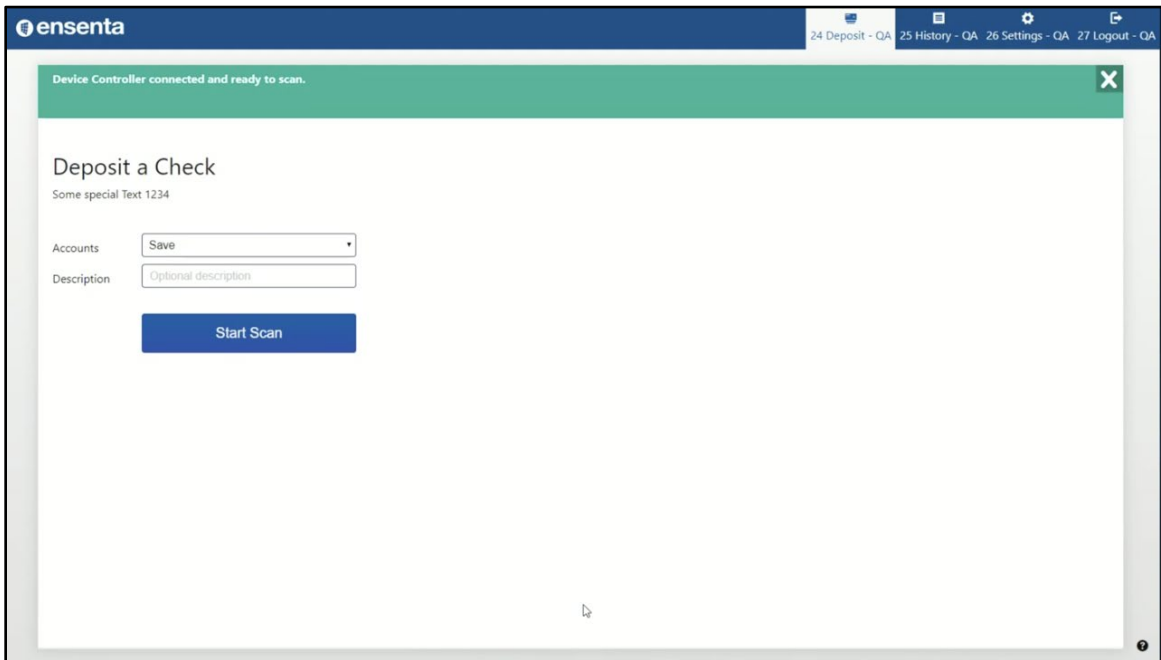 ensenta
24 Deposit - QA 25 History - QA 26 Settings - QA 27 Logout - QA
Device Controller connected and ready to scan.
Deposit a Check
Some special Text 1234
Accounts Save
Description Optional description
Start Scan